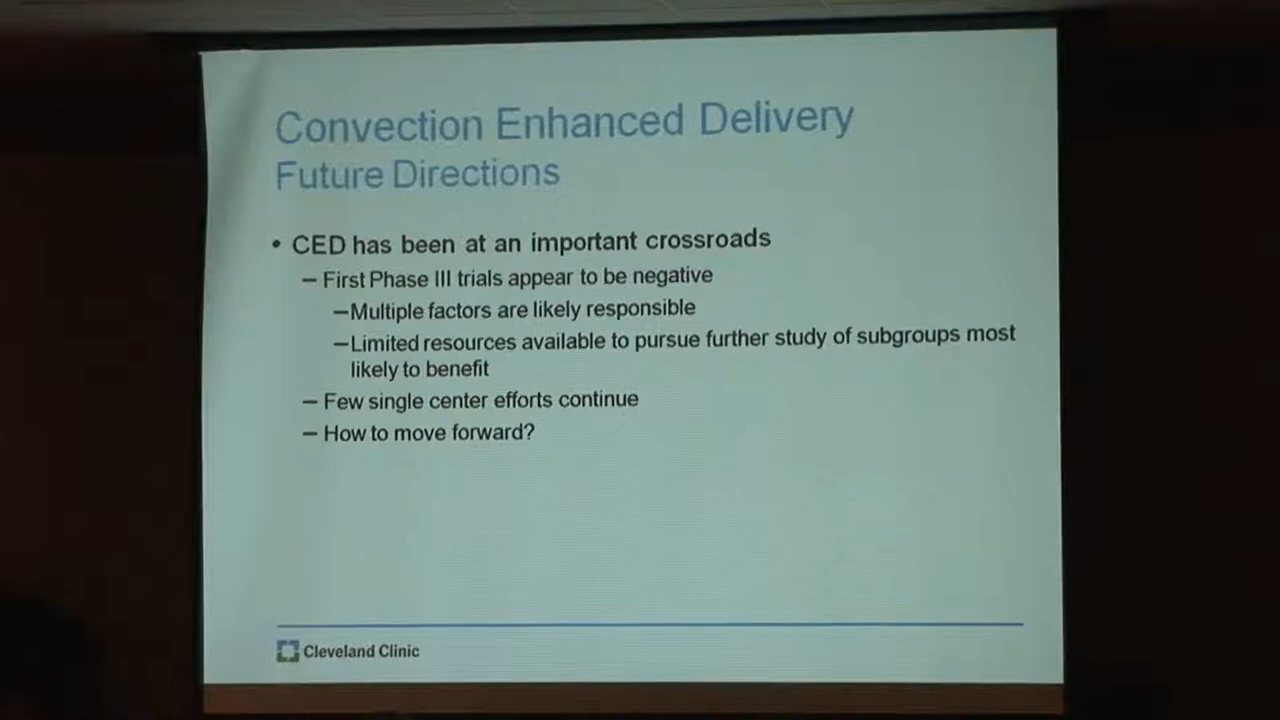 Convection Enhanced Delivery
Future Directions
• CED has been at an important crossroads
– First Phase III trials appear to be negative
–Multiple factors are likely responsible
–Limited resources available to pursue further study of subgroups most
likely to benefit
– Few single center efforts continue
– How to move forward?
Cleveland Clinic